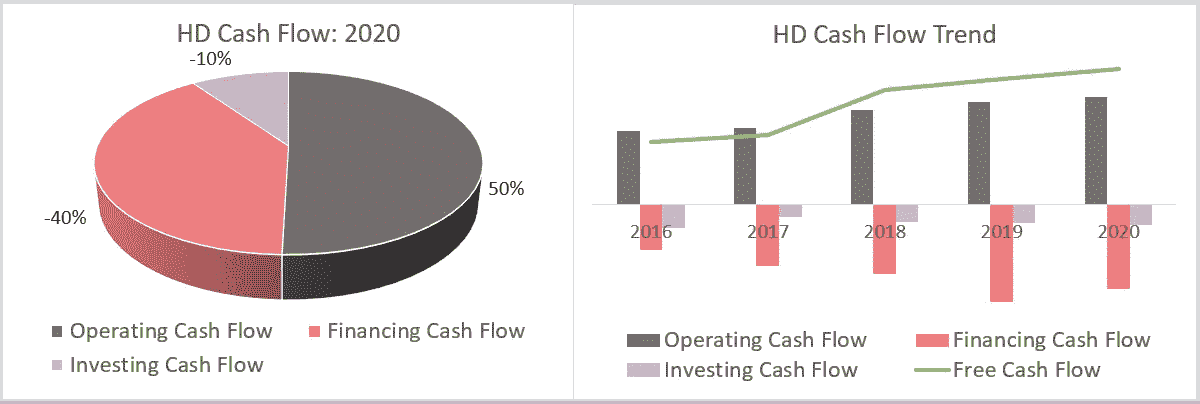 HD Cash Flow: 2020
-10%
50%
-40%
Operating Cash Flow
Financing Cash Flow
Investing Cash Flow
HD Cash Flow Trend
2016
2017
2018
2019
2020
Operating Cash Flow
Financing Cash Flow
Investing Cash Flow
Free Cash Flow